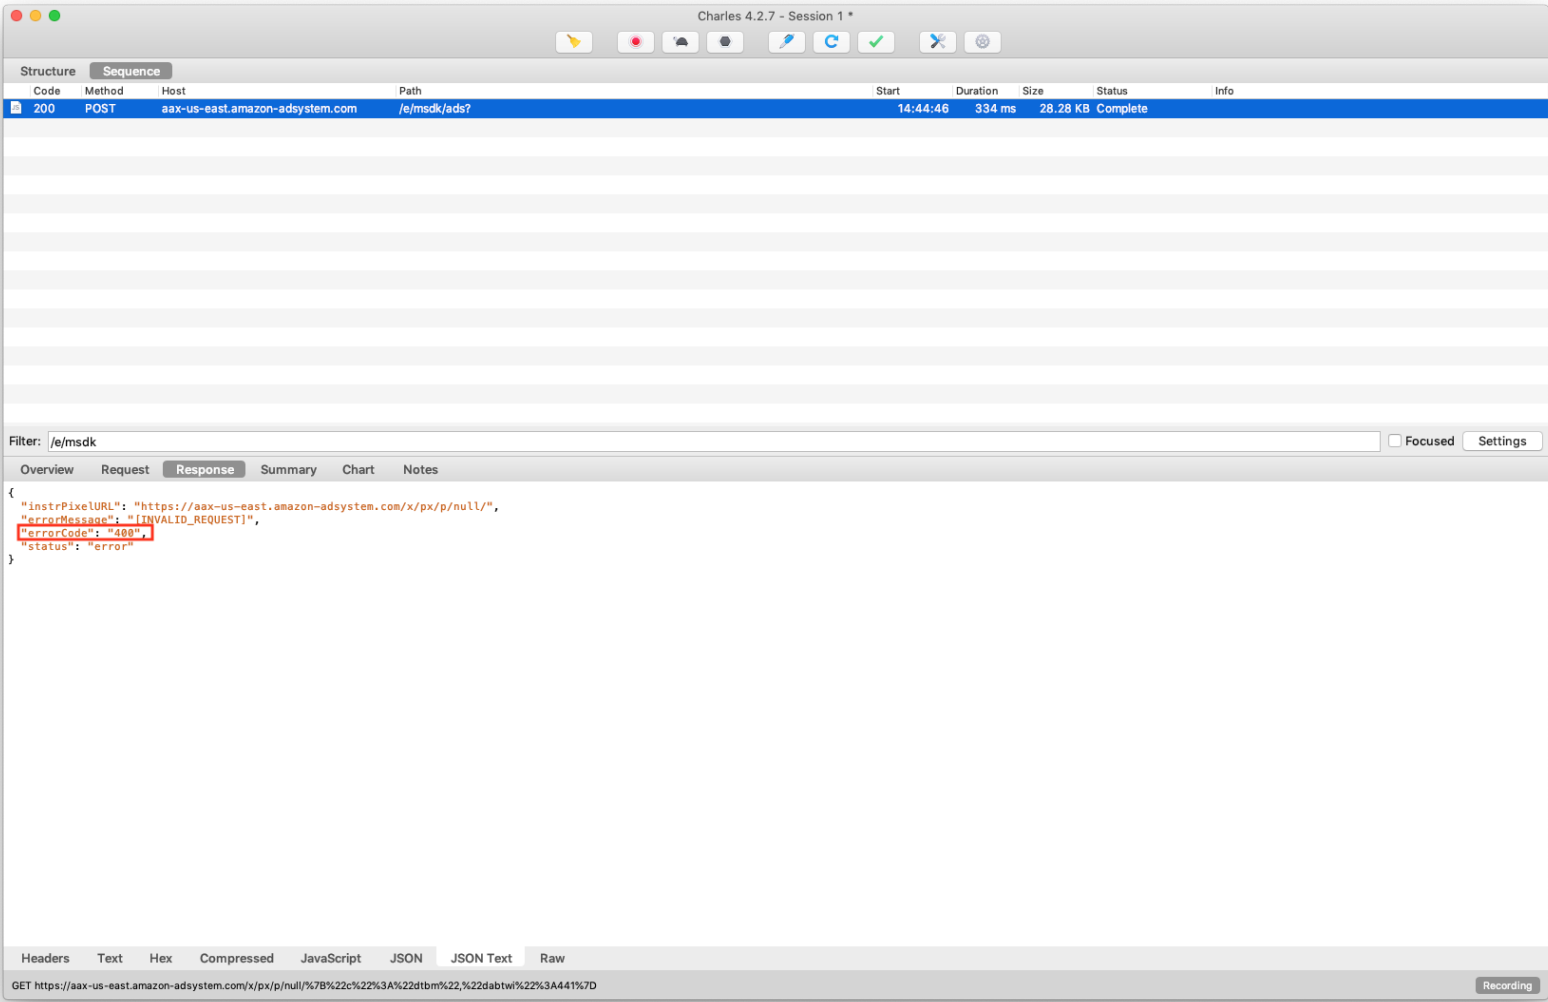 Charles 4.2.7 - Session 1 *
Structure Sequence
Code Method Host Path Start Duration Size Status Info
200 POST aax-us-east.amazon-adsystem.com /e/msdk/ads? 14:44:46 334 ms 28.28 KB Complete
Filter: /e/msdk Focused Settings
Overview Request Response Summary Chart Notes
{
"instrPixelURL": "https://aax-us-east.amazon-adsystem.com/x/px/p/null/",
"errorMessage": "[INVALID_REQUEST]",
"errorCode": "400",
"status": "error"
}
Headers Text Hex Compressed JavaScript JSON JSON Text Raw
GET https://aax-us-east.amazon-adsystem.com/x/px/p/null/%7B%22c%22%3A%22dtbm%22,%22dabtwi%22%3A441%7D Recording